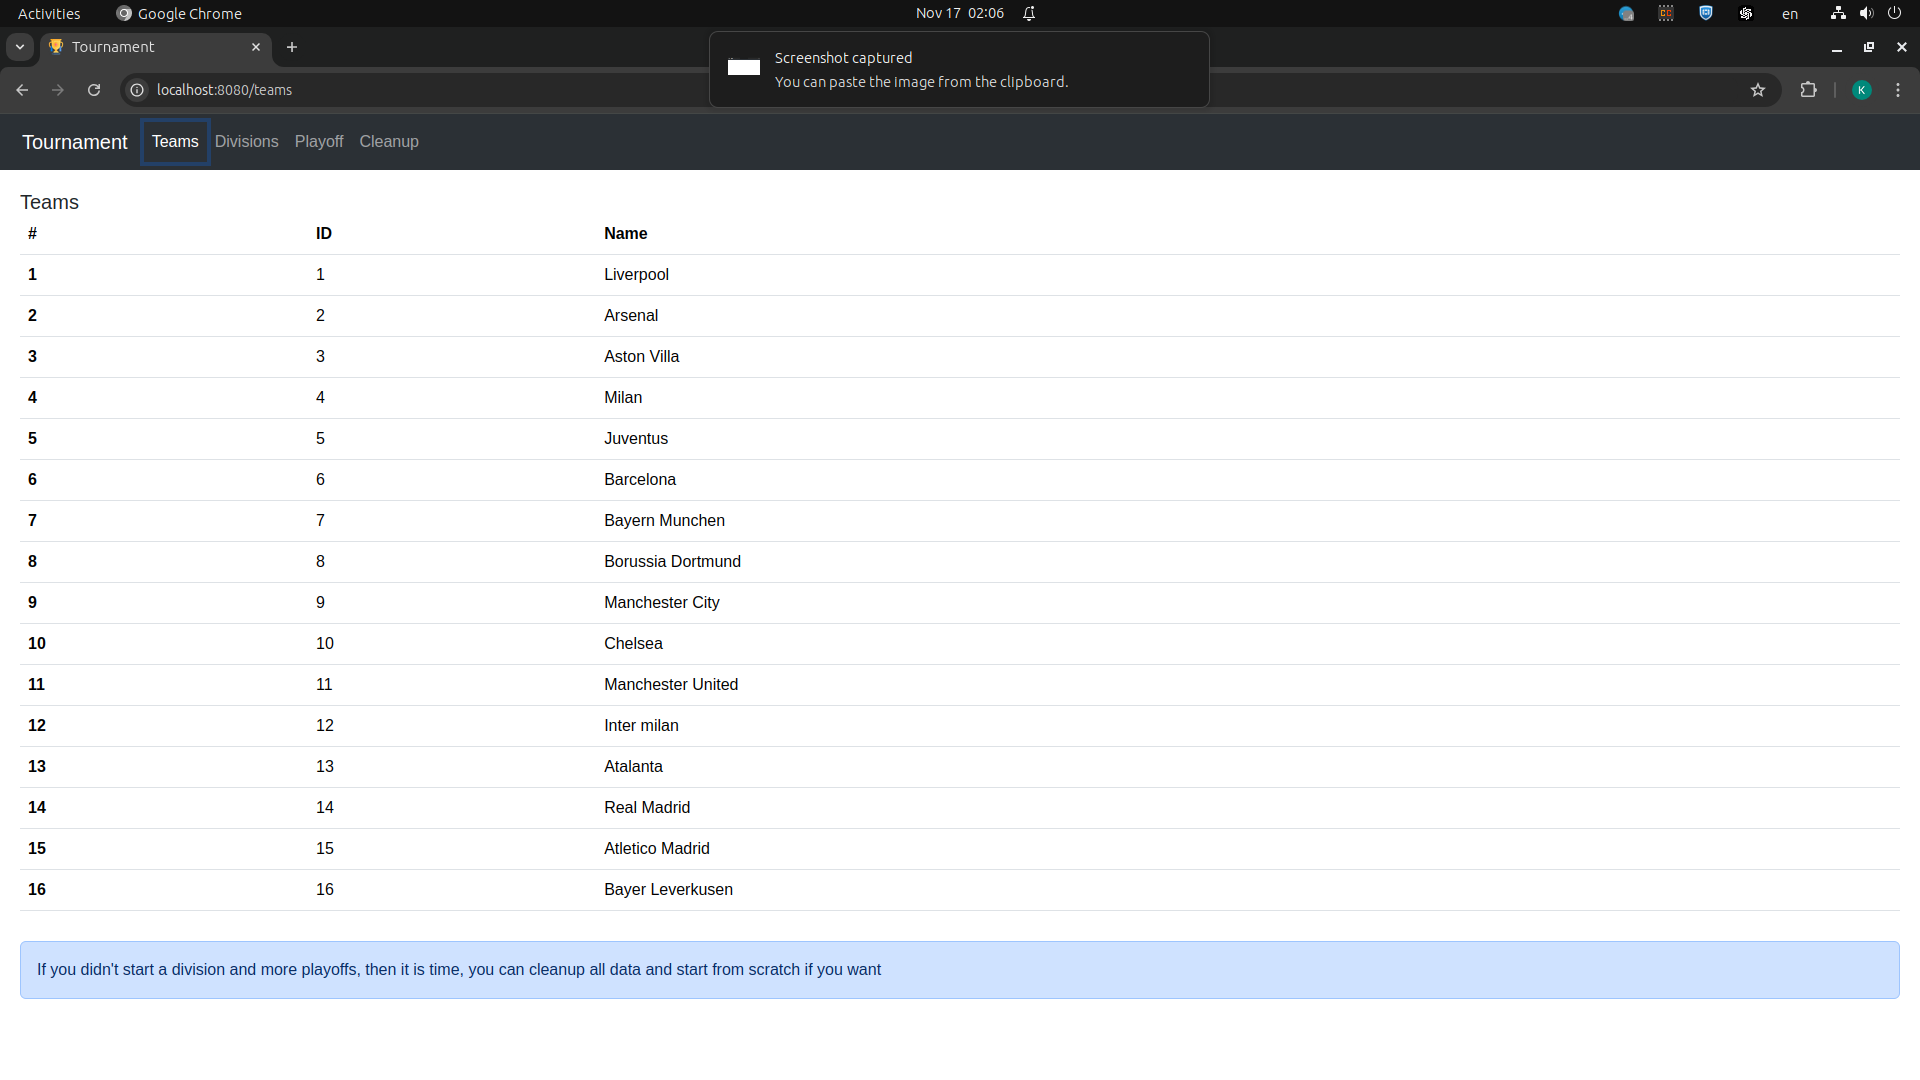 Activities Google Chrome Nov 17 02:06 en
Tournament
Screenshot captured
You can paste the image from the clipboard.
localhost:8080/teams K
Tournament Teams Divisions Playoff Cleanup
Teams
# ID Name
1 1 Liverpool
2 2 Arsenal
3 3 Aston Villa
4 4 Milan
5 5 Juventus
6 6 Barcelona
7 7 Bayern Munchen
8 8 Borussia Dortmund
9 9 Manchester City
10 10 Chelsea
11 11 Manchester United
12 12 Inter milan
13 13 Atalanta
14 14 Real Madrid
15 15 Atletico Madrid
16 16 Bayer Leverkusen
If you didn't start a division and more playoffs, then it is time, you can cleanup all data and start from scratch if you want